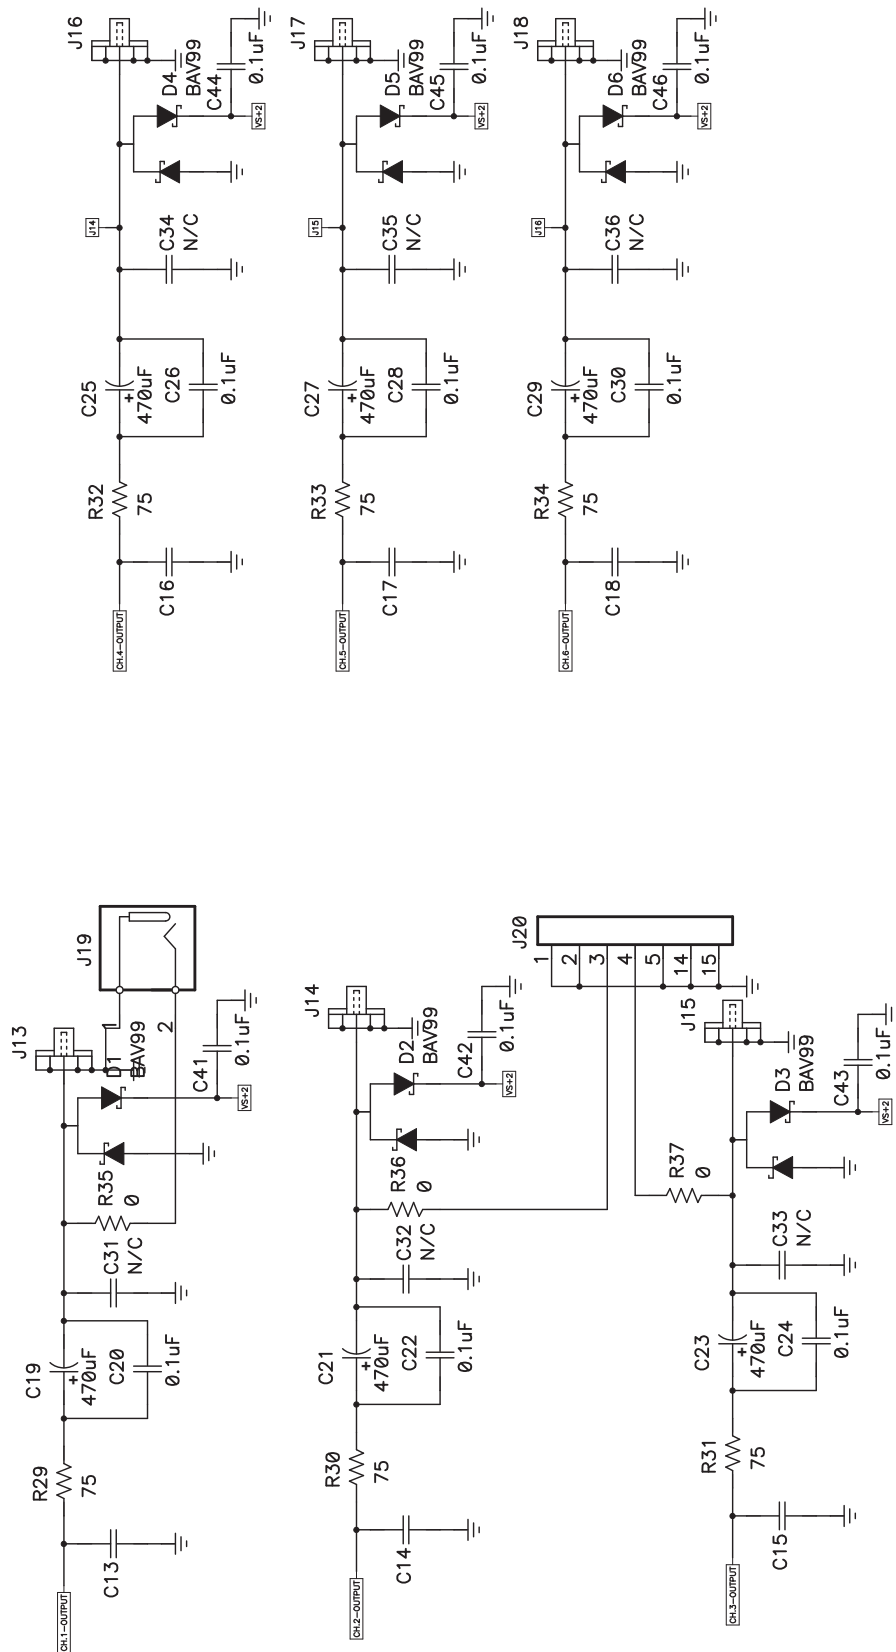 J16
D4
BAV99
C44
0.1uF
VS+2
J14
C34
N/C
C25
+
470uF
C26
0.1uF
R32
75
C16
CH.4-OUTPUT
J17
D5
BAV99
C45
0.1uF
VS+2
J15
C35
N/C
C27
+
470uF
C28
0.1uF
R33
75
C17
CH.5-OUTPUT
J18
D6
BAV99
C46
0.1uF
VS+2
J16
C36
N/C
C29
+
470uF
C30
0.1uF
R34
75
C18
CH.6-OUTPUT
J13
J19
1
2
D1
BAV99
C41
0.1uF
VS+2
R35
0
C31
N/C
C19
+
470uF
C20
0.1uF
R29
75
C13
CH.1-OUTPUT
J14
D2
BAV99
C42
0.1uF
VS+2
R36
0
C32
N/C
C21
+
470uF
C22
0.1uF
R30
75
C14
CH.2-OUTPUT
J20
1
2
3
4
5
14
15
J15
D3
BAV99
C43
0.1uF
VS+2
R37
0
C33
N/C
C23
+
470uF
C24
0.1uF
R31
75
C15
CH.3-OUTPUT